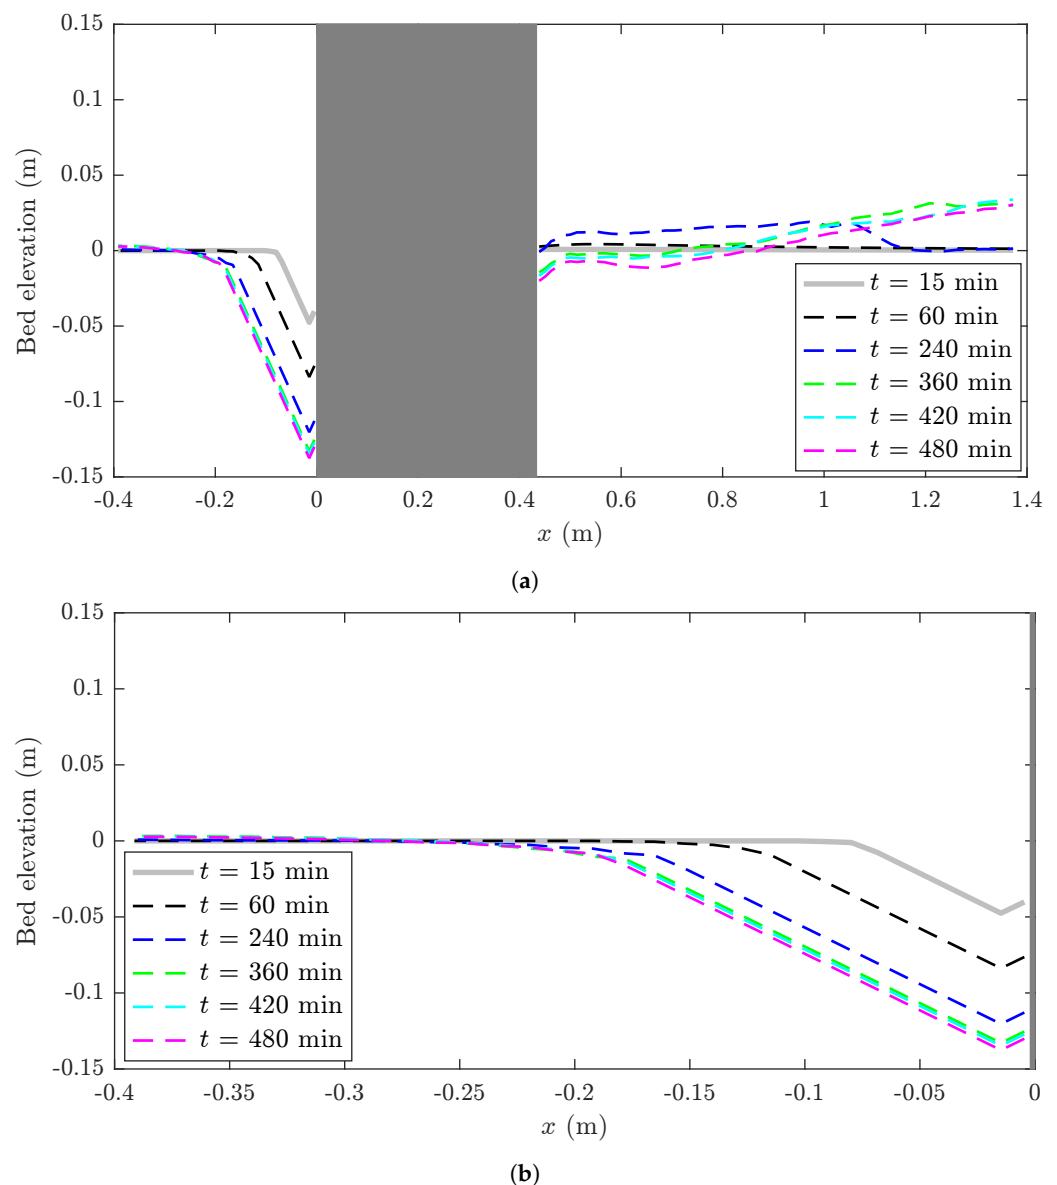 0.15
0.1
0.05
0
-0.05
-0.1
-0.15
Bed elevation (m)
-0.4 -0.2 0 0.2 0.4 0.6 0.8 1 1.2 1.4
x (m)
t = 15 min
t = 60 min
t = 240 min
t = 360 min
t = 420 min
t = 480 min
(a)
0.15
0.1
0.05
0
-0.05
-0.1
-0.15
Bed elevation (m)
t = 15 min
t = 60 min
t = 240 min
t = 360 min
t = 420 min
t = 480 min
-0.4 -0.35 -0.3 -0.25 -0.2 -0.15 -0.1 -0.05 0
x (m)
(b)